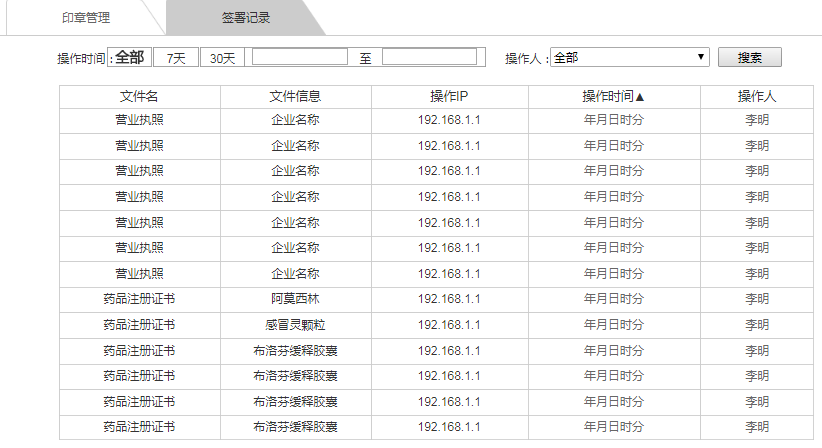 印章管理 签署记录
操作时间 : 全部 7天 30天 至 操作人 : 全部 ▼ 搜索
文件名 文件信息 操作IP 操作时间▲ 操作人
营业执照 企业名称 192.168.1.1 年月日时分 李明
营业执照 企业名称 192.168.1.1 年月日时分 李明
营业执照 企业名称 192.168.1.1 年月日时分 李明
营业执照 企业名称 192.168.1.1 年月日时分 李明
营业执照 企业名称 192.168.1.1 年月日时分 李明
营业执照 企业名称 192.168.1.1 年月日时分 李明
营业执照 企业名称 192.168.1.1 年月日时分 李明
药品注册证书 阿莫西林 192.168.1.1 年月日时分 李明
药品注册证书 感冒灵颗粒 192.168.1.1 年月日时分 李明
药品注册证书 布洛芬缓释胶囊 192.168.1.1 年月日时分 李明
药品注册证书 布洛芬缓释胶囊 192.168.1.1 年月日时分 李明
药品注册证书 布洛芬缓释胶囊 192.168.1.1 年月日时分 李明
药品注册证书 布洛芬缓释胶囊 192.168.1.1 年月日时分 李明